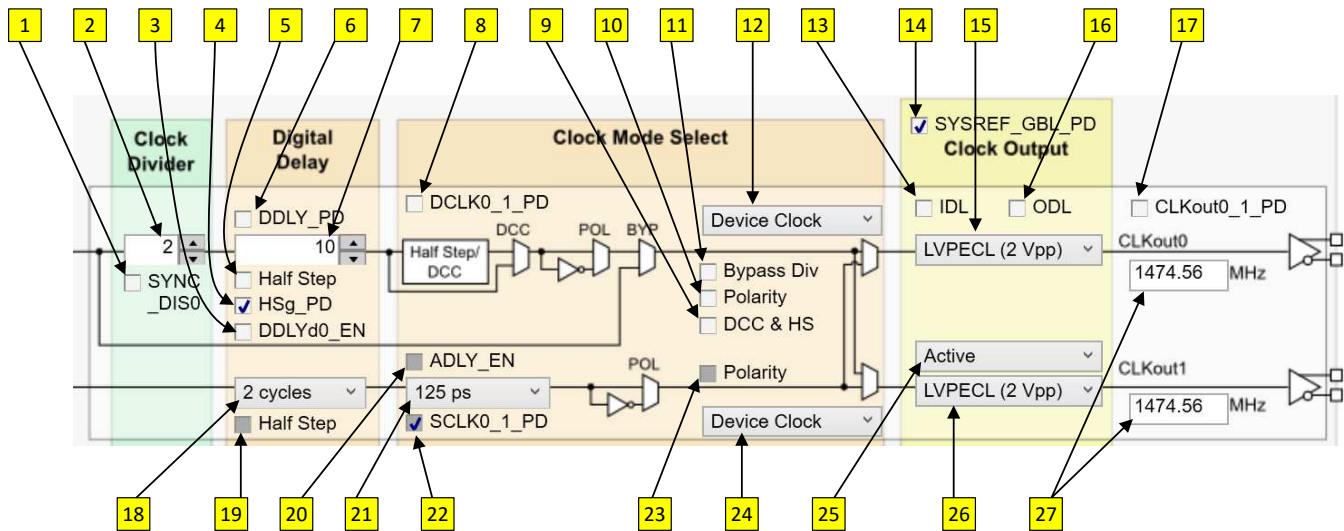 1 2 3 4 5 6 7 8 9 10 11 12 13 14 15 16 17
Clock Divider
Digital Delay
Clock Mode Select
SYSREF_GBL_PD
Clock Output
DDLY_PD
DCLK0_1_PD
Device Clock
IDL
ODL
CLKout0_1_PD
2
10
Half Step/
DCC
DCC
POL
BYP
LVPECL (2 Vpp)
CLKout0
1474.56 MHz
SYNC
_DIS0
Half Step
HSg_PD
DDLYd0_EN
Bypass Div
Polarity
DCC & HS
ADLY_EN
POL
Polarity
Active
CLKout1
2 cycles
125 ps
LVPECL (2 Vpp)
1474.56 MHz
Half Step
SCLK0_1_PD
Device Clock
18 19 20 21 22 23 24 25 26 27